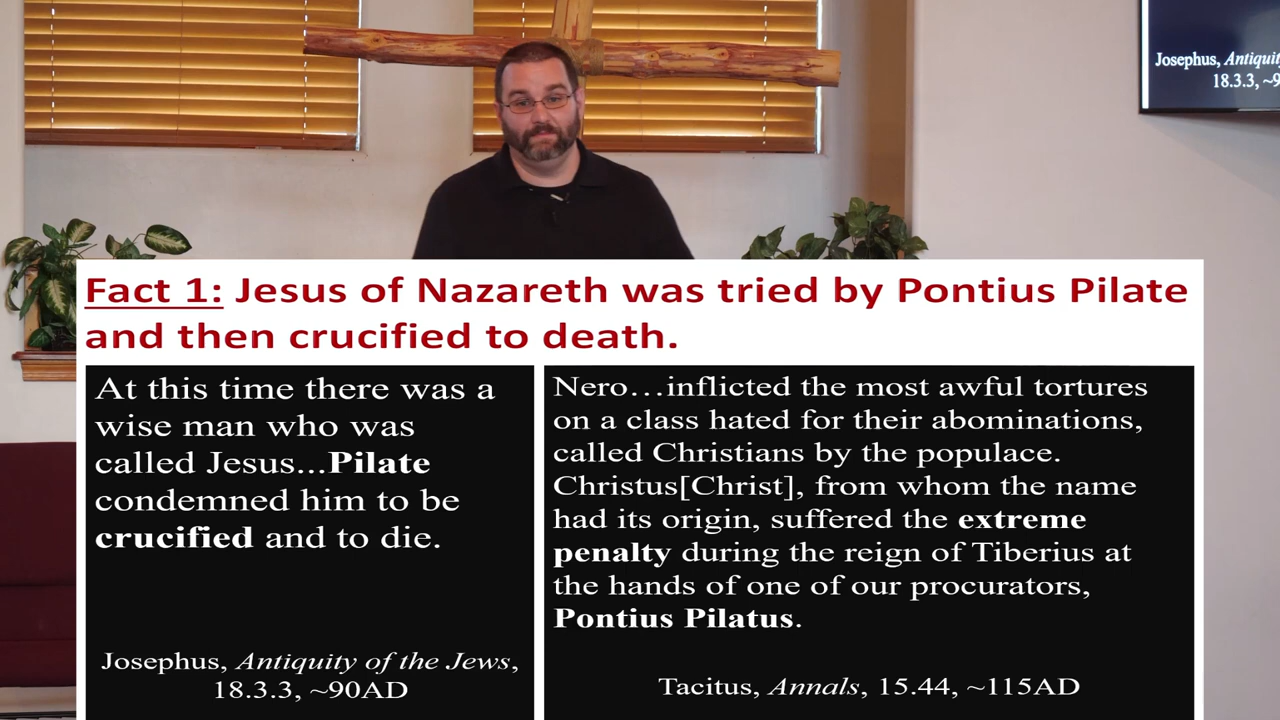 Josephus, Antiquity
18.3.3, ~9
Fact 1: Jesus of Nazareth was tried by Pontius Pilate
and then crucified to death.
At this time there was a
wise man who was
called Jesus...Pilate
condemned him to be
crucified and to die.
Josephus, Antiquity of the Jews,
18.3.3, ~90AD
Nero…inflicted the most awful tortures
on a class hated for their abominations,
called Christians by the populace.
Christus[Christ], from whom the name
had its origin, suffered the extreme
penalty during the reign of Tiberius at
the hands of one of our procurators,
Pontius Pilatus.
Tacitus, Annals, 15.44, ~115AD